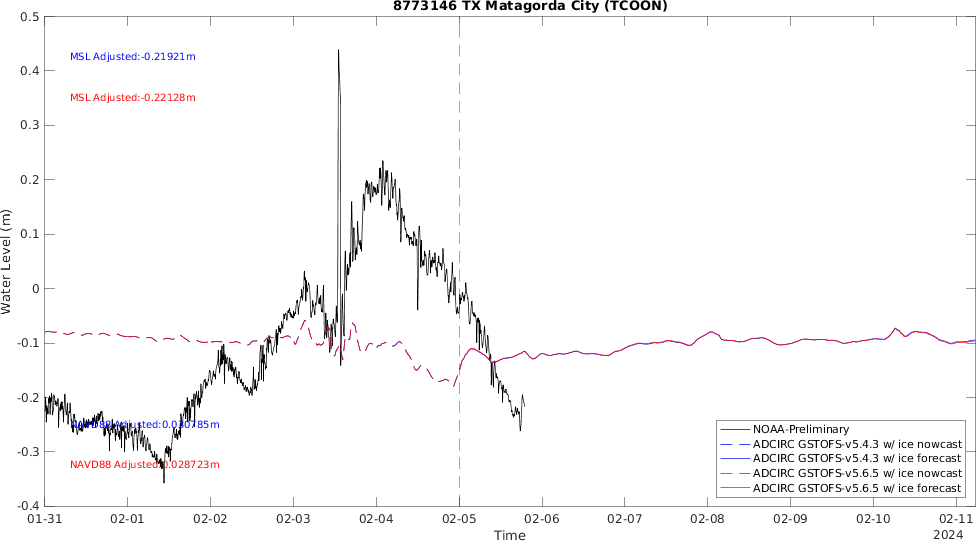 8773146 TX Matagorda City (TCOON)
Water Level (m)
0.5
0.4
0.3
0.2
0.1
0
-0.1
-0.2
-0.3
-0.4
MSL Adjusted:-0.21921m
MSL Adjusted:-0.22128m
NAVD88 Adjusted:0.030785m
NAVD88 Adjusted:0.028723m
NOAA-Preliminary
ADCIRC GSTOFS-v5.4.3 w/ ice nowcast
ADCIRC GSTOFS-v5.4.3 w/ ice forecast
ADCIRC GSTOFS-v5.6.5 w/ ice nowcast
ADCIRC GSTOFS-v5.6.5 w/ ice forecast
01-31 02-01 02-02 02-03 02-04 02-05 02-06 02-07 02-08 02-09 02-10 02-11
2024
Time